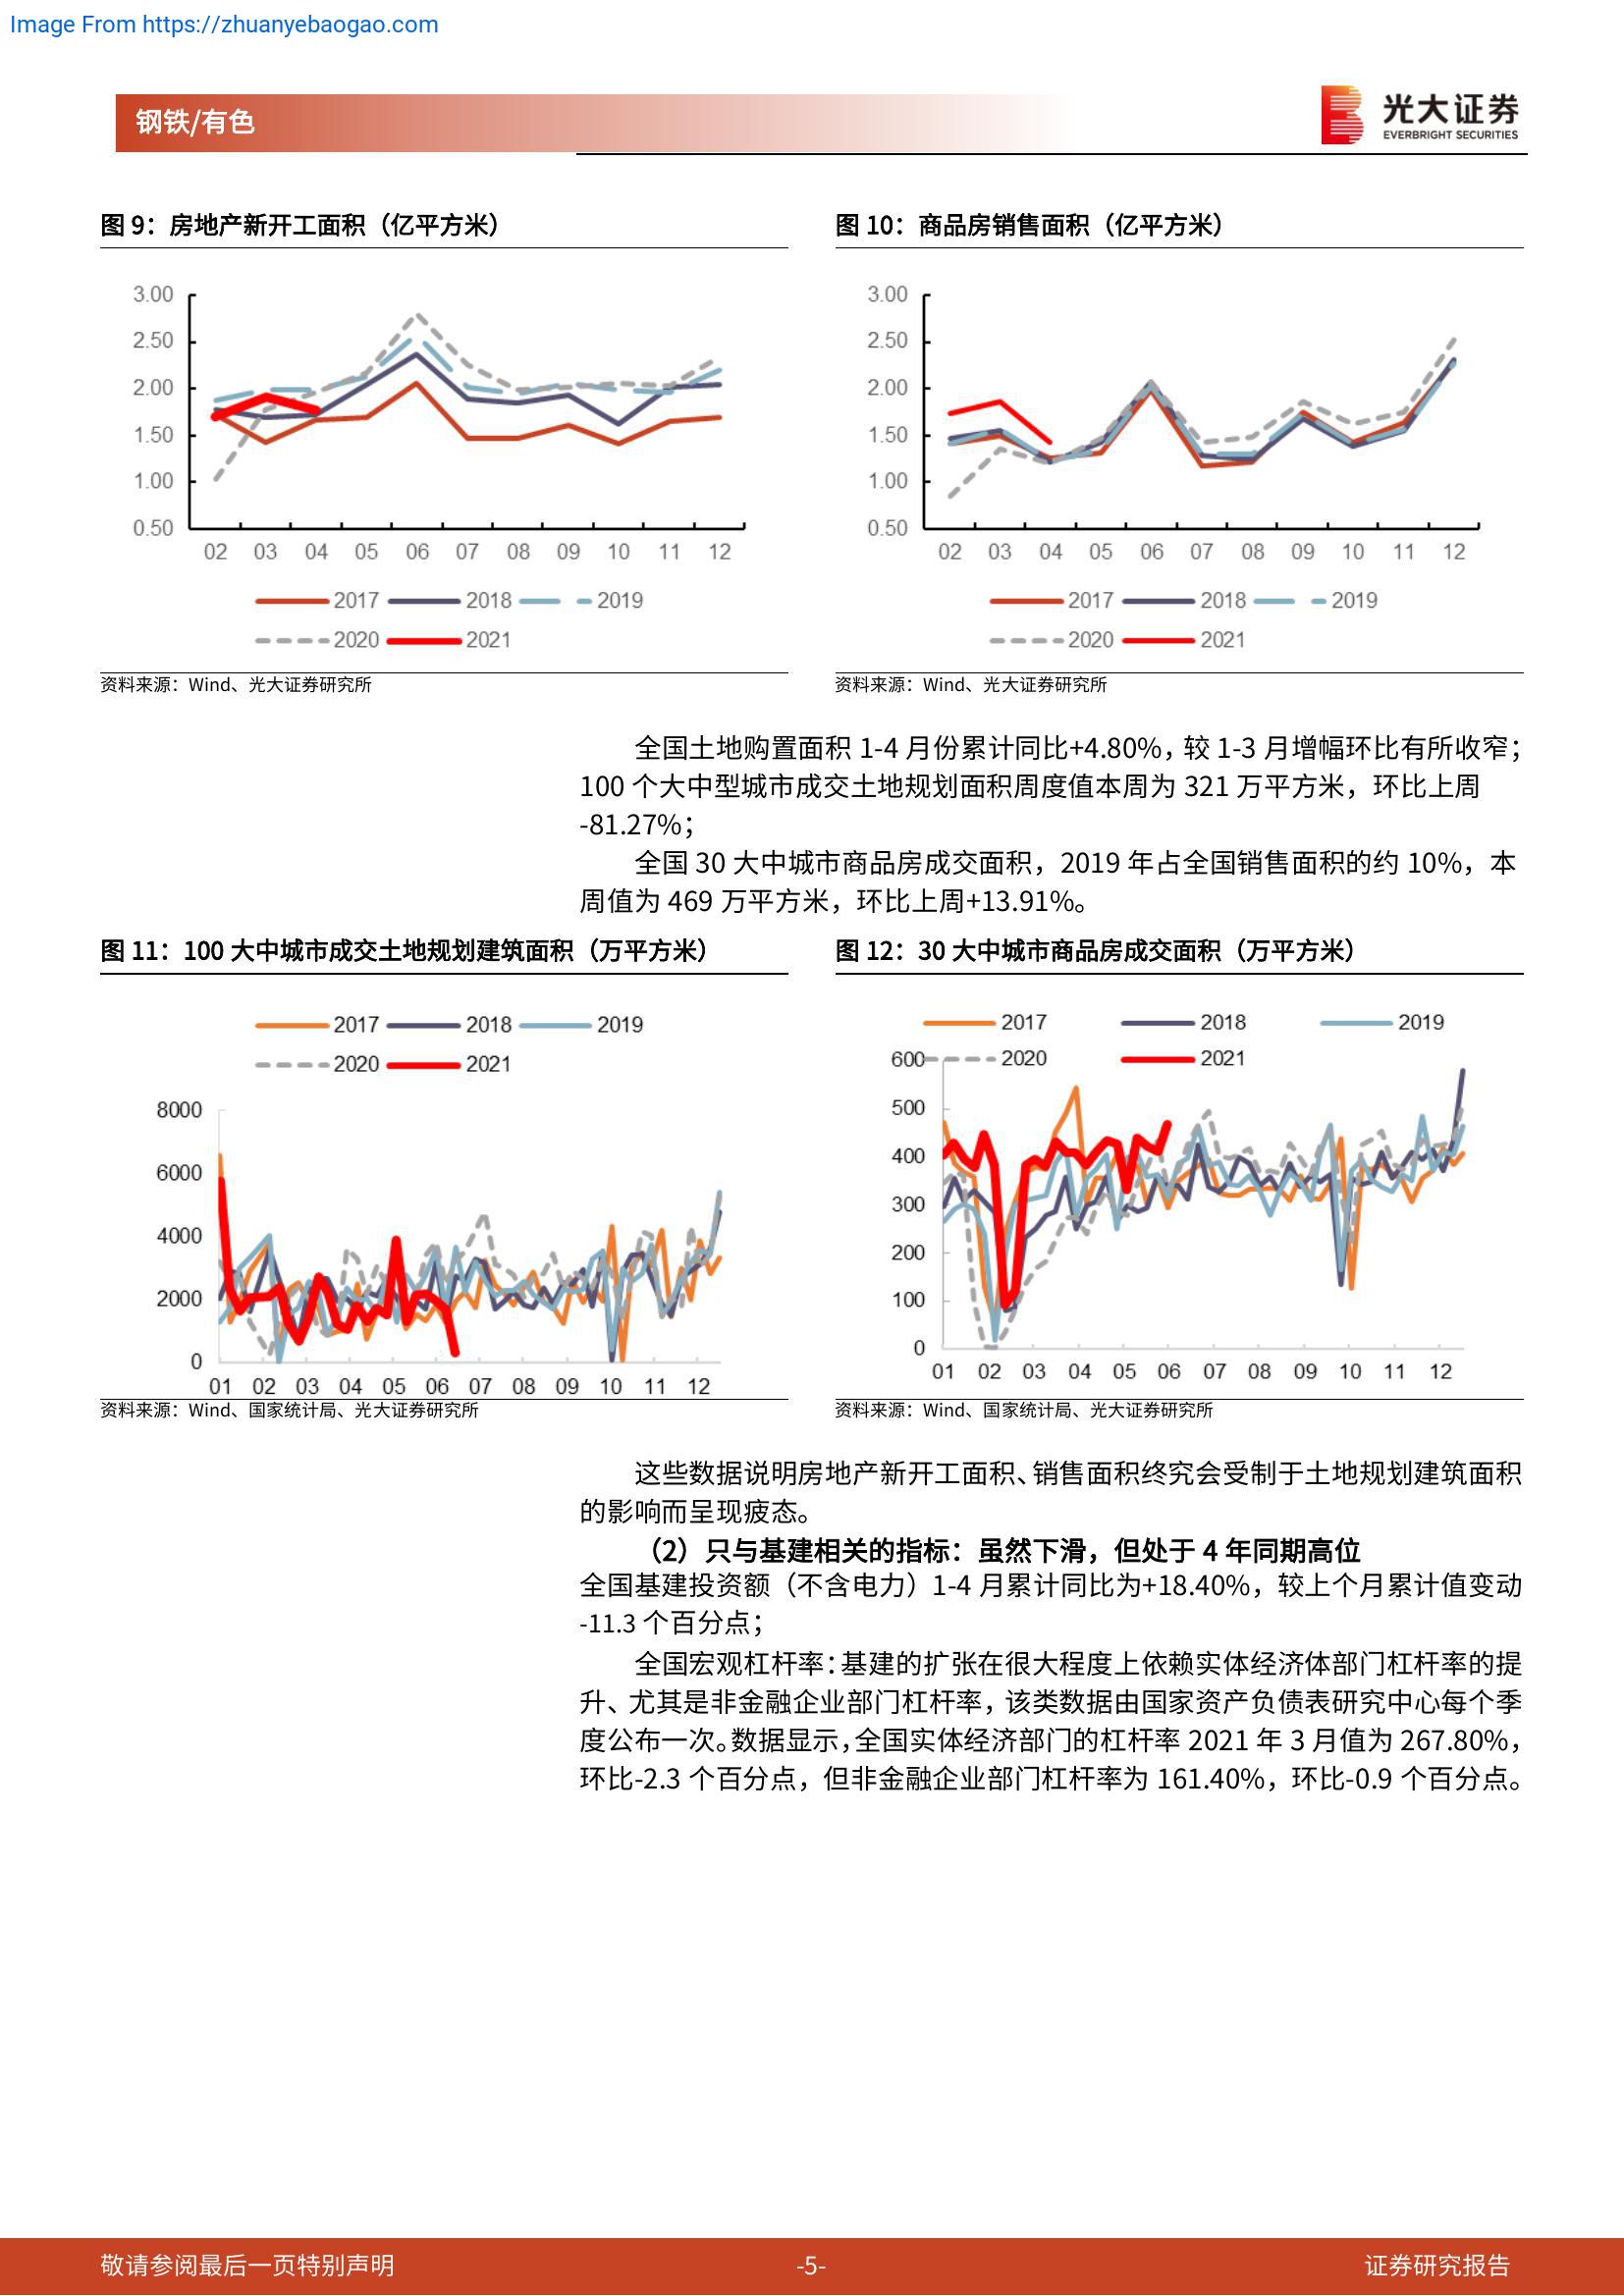 Image From https://zhuanyebaogao.com
钢铁/有色
光大证券
EVERBRIGHT SECURITIES
图 9：房地产新开工面积（亿平方米）
3.00
2.50
2.00
1.50
1.00
0.50
02 03 04 05 06 07 08 09 10 11 12
2017 2018 2019
2020 2021
资料来源：Wind、光大证券研究所
图 10：商品房销售面积（亿平方米）
3.00
2.50
2.00
1.50
1.00
0.50
02 03 04 05 06 07 08 09 10 11 12
2017 2018 2019
2020 2021
资料来源：Wind、光大证券研究所
全国土地购置面积 1-4 月份累计同比+4.80%，较 1-3 月增幅环比有所收窄；
100 个大中型城市成交土地规划面积周度值本周为 321 万平方米，环比上周
-81.27%；
全国 30 大中城市商品房成交面积，2019 年占全国销售面积的约 10%，本
周值为 469 万平方米，环比上周+13.91%。
图 11：100 大中城市成交土地规划建筑面积（万平方米）
2017 2018 2019
2020 2021
8000
6000
4000
2000
0
01 02 03 04 05 06 07 08 09 10 11 12
资料来源：Wind、国家统计局、光大证券研究所
图 12：30 大中城市商品房成交面积（万平方米）
2017 2018 2019
2020 2021
600
500
400
300
200
100
0
01 02 03 04 05 06 07 08 09 10 11 12
资料来源：Wind、国家统计局、光大证券研究所
这些数据说明房地产新开工面积、销售面积终究会受制于土地规划建筑面积
的影响而呈现疲态。
（2）只与基建相关的指标：虽然下滑，但处于 4 年同期高位
全国基建投资额（不含电力）1-4 月累计同比为+18.40%，较上个月累计值变动
-11.3 个百分点；
全国宏观杠杆率：基建的扩张在很大程度上依赖实体经济体部门杠杆率的提
升、尤其是非金融企业部门杠杆率，该类数据由国家资产负债表研究中心每个季
度公布一次。数据显示，全国实体经济部门的杠杆率 2021 年 3 月值为 267.80%，
环比-2.3 个百分点，但非金融企业部门杠杆率为 161.40%，环比-0.9 个百分点。
敬请参阅最后一页特别声明
-5-
证券研究报告